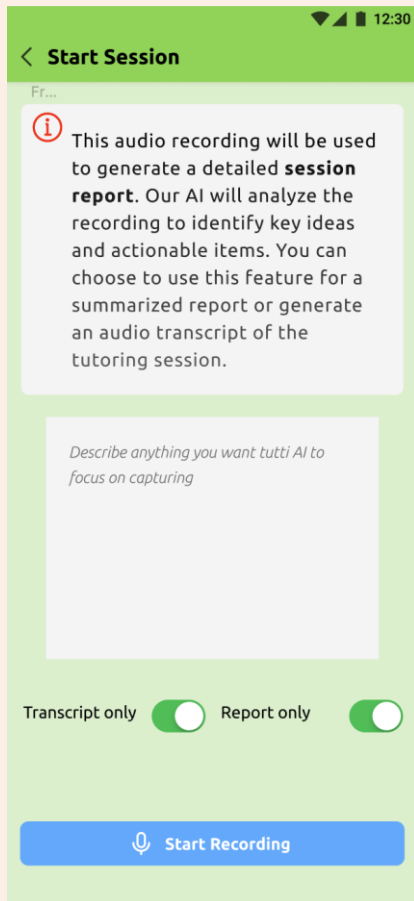 12:30
Start Session
Fr...
This audio recording will be used
to generate a detailed session
report. Our AI will analyze the
recording to identify key ideas
and actionable items. You can
choose to use this feature for a
summarized report or generate
an audio transcript of the
tutoring session.
Describe anything you want tutti AI to
focus on capturing
Transcript only Report only
Start Recording